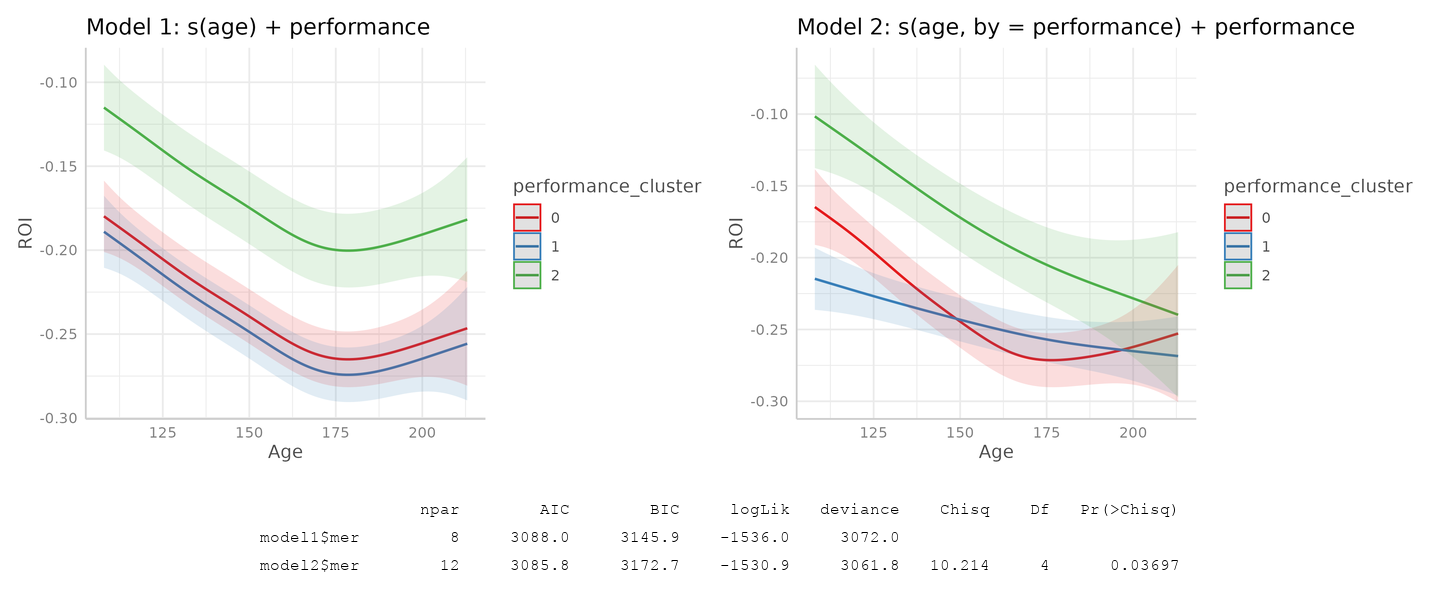 Model 1: s(age) + performance
-0.10
-0.15
-0.20
-0.25
-0.30
ROI
125 150 175 200
Age
performance_cluster
0
1
2
Model 2: s(age, by = performance) + performance
-0.10
-0.15
-0.20
-0.25
-0.30
ROI
125 150 175 200
Age
performance_cluster
0
1
2
npar AIC BIC logLik deviance Chisq Df Pr(>Chisq)
model1$mer 8 3088.0 3145.9 -1536.0 3072.0
model2$mer 12 3085.8 3172.7 -1530.9 3061.8 10.214 4 0.03697